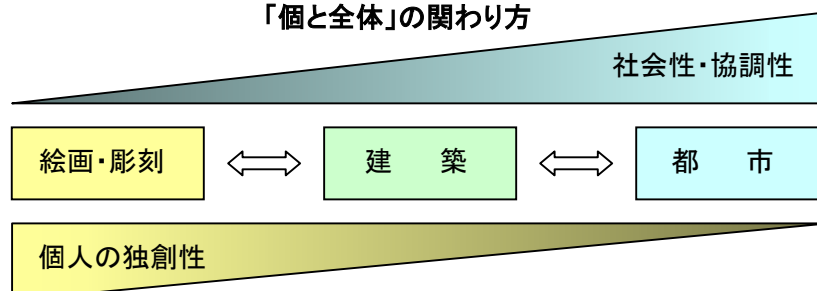 「個と全体」の関わり方
社会性・協調性
絵画・彫刻
建　築
都　市
個人の独創性